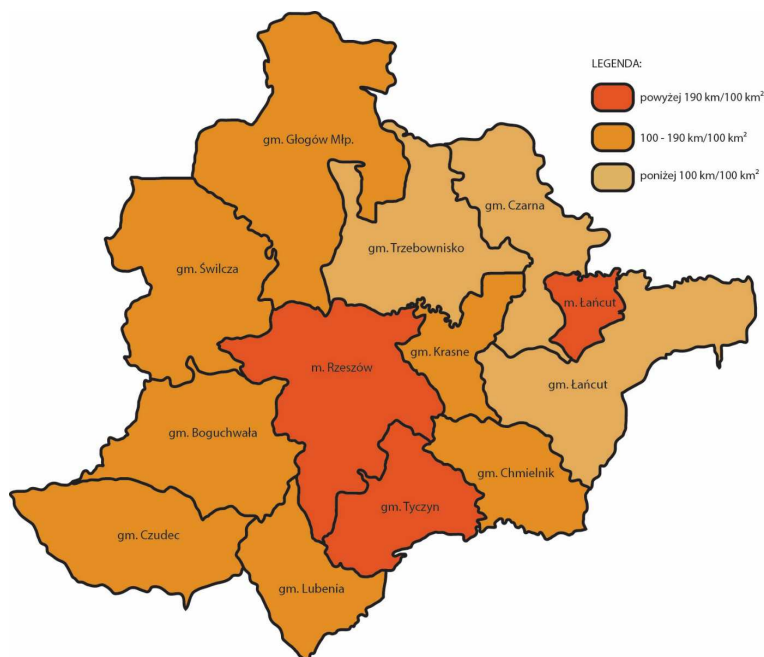 LEGENDA:
powyżej 190 km/100 km²
100 - 190 km/100 km²
poniżej 100 km/100 km²
gm. Głogów Młp.
gm. Czarna
gm. Trzebownisko
gm. Świlcza
m. Łańcut
gm. Krasne
m. Rzeszów
gm. Łańcut
gm. Boguchwała
gm. Chmielnik
gm. Tyczyn
gm. Czudec
gm. Lubenia